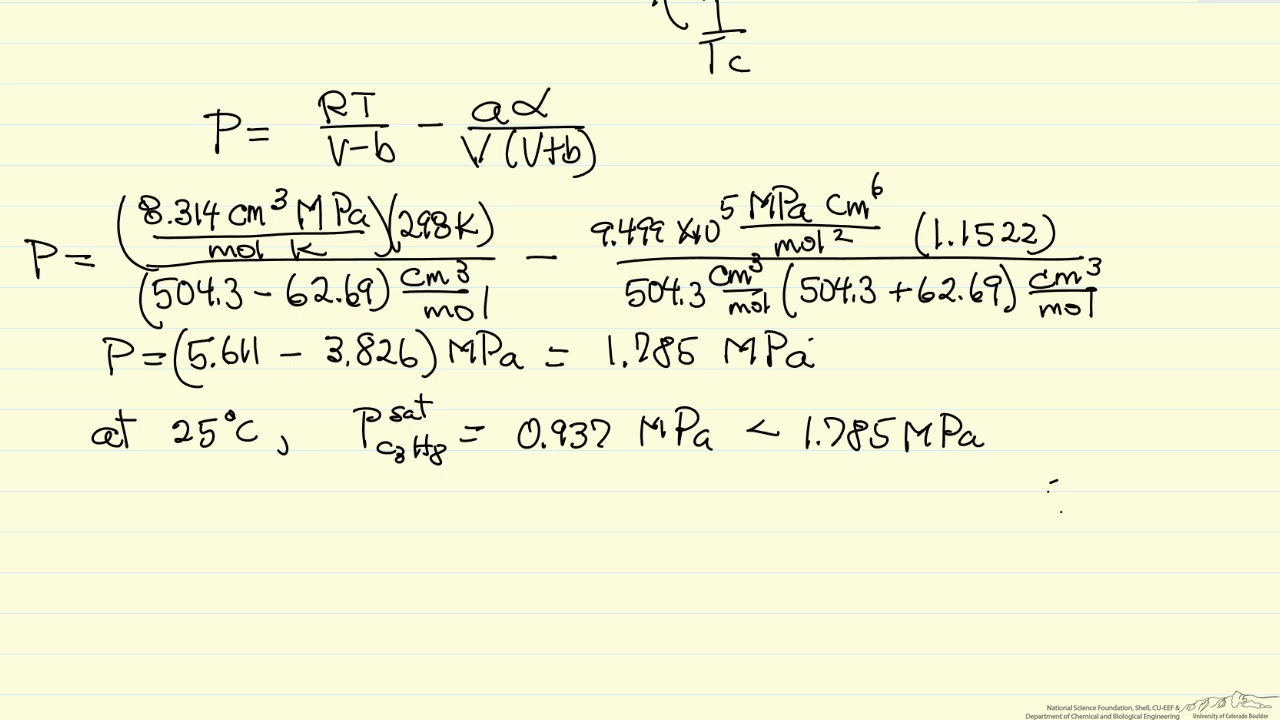 T/Tc
P = RT/(V-b) - aα/(V(V+b))
P = (8.314 cm³ MPa/mol K)(298K)/((504.3 - 62.69) cm³/mol) - 9.499 x10⁵ MPa cm⁶/mol² (1.1522)/(504.3 cm³/mol (504.3 + 62.69) cm³/mol)
P = (5.611 - 3.826) MPa = 1.785 MPa
at 25°C, P^sat_C3H8 = 0.937 MPa < 1.785 MPa
National Science Foundation, Shell, CU-EEF &
Department of Chemical and Biological Engineering
University of Colorado Boulder